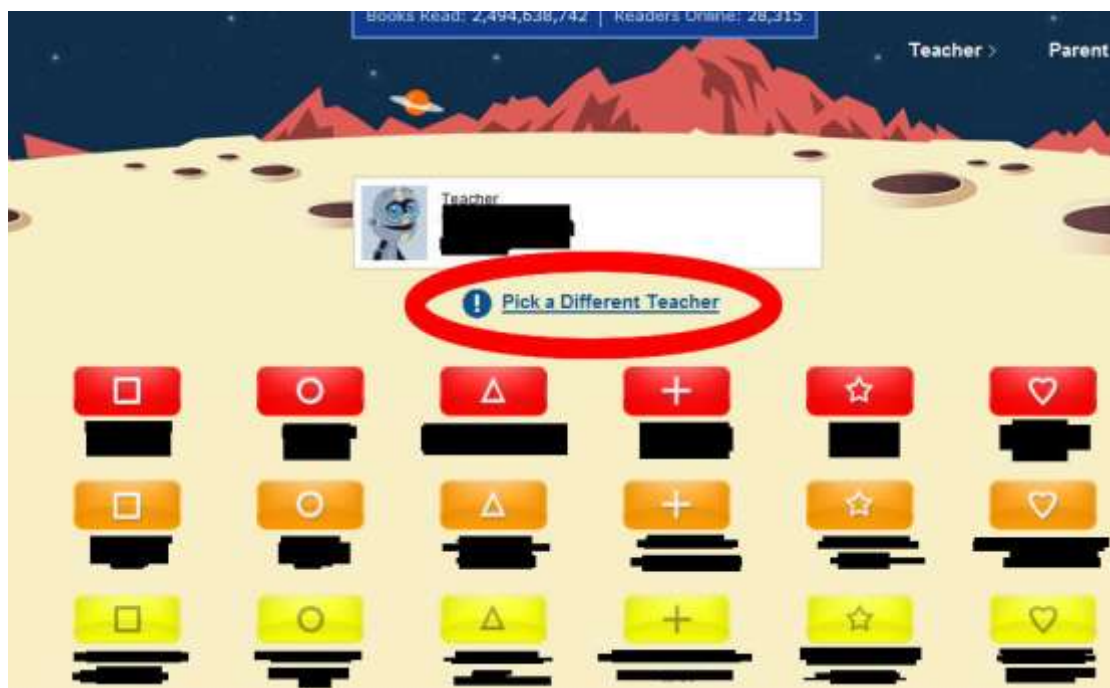 Books Read: 2,494,638,742 | Readers Online: 28,315
Teacher > Parent
Teacher
Pick a Different Teacher